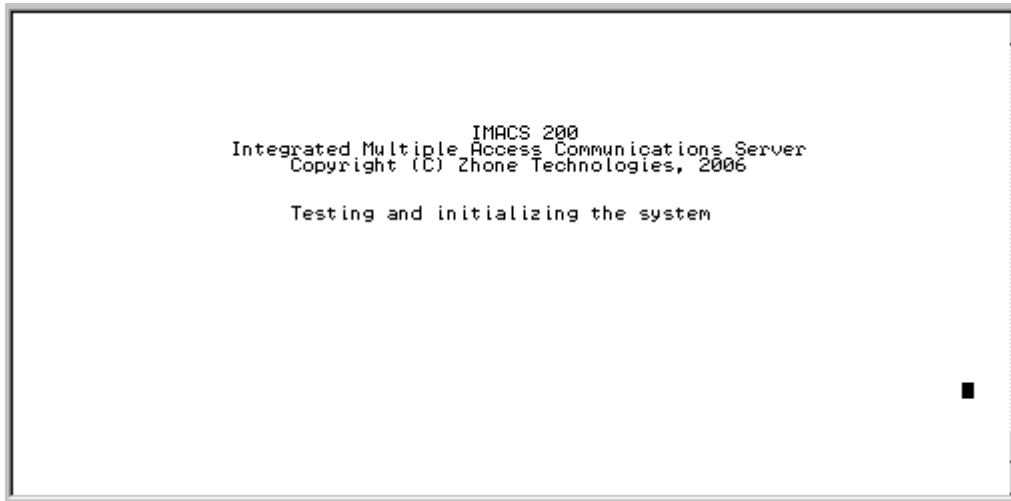 IMACS 200
Integrated Multiple Access Communications Server
Copyright (C) Zhone Technologies, 2006
Testing and initializing the system